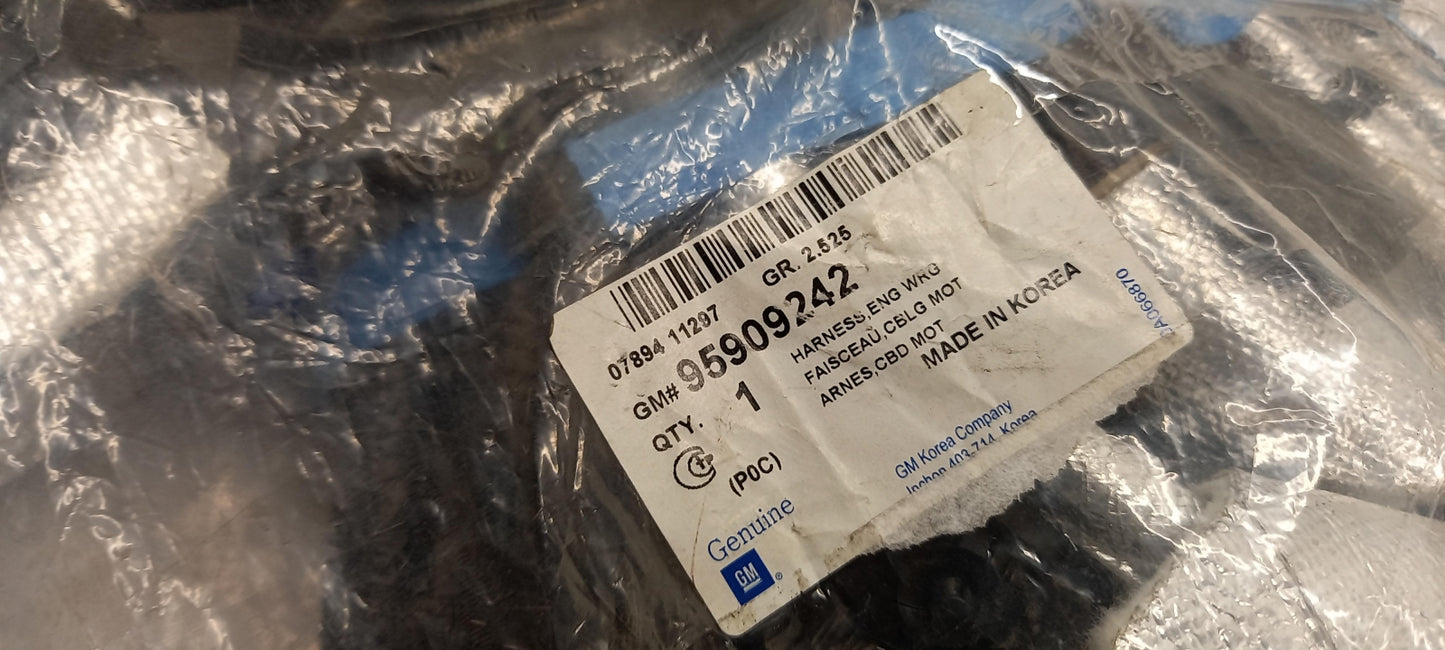 07894 11297 GR. 2.525
GM# 95909242
QTY. 1
HARNESS,ENG WRG
FAISCEAU,CBLG MOT
ARNES,CBD MOT
MADE IN KOREA
(P0C)
Genuine
GM ®
GM Korea Company
Korea